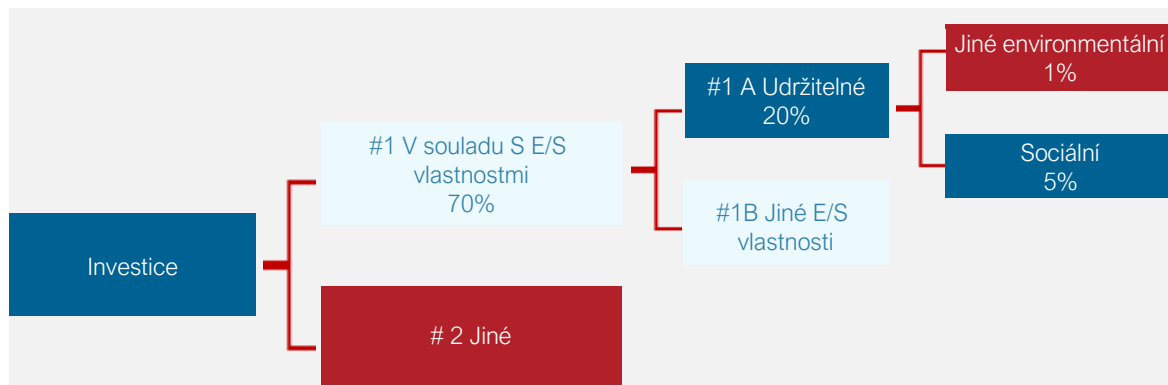 Investice
#1 V souladu S E/S
vlastnostmi
70%
# 2 Jiné
#1 A Udržitelné
20%
#1B Jiné E/S
vlastnosti
Jiné environmentální
1%
Sociální
5%